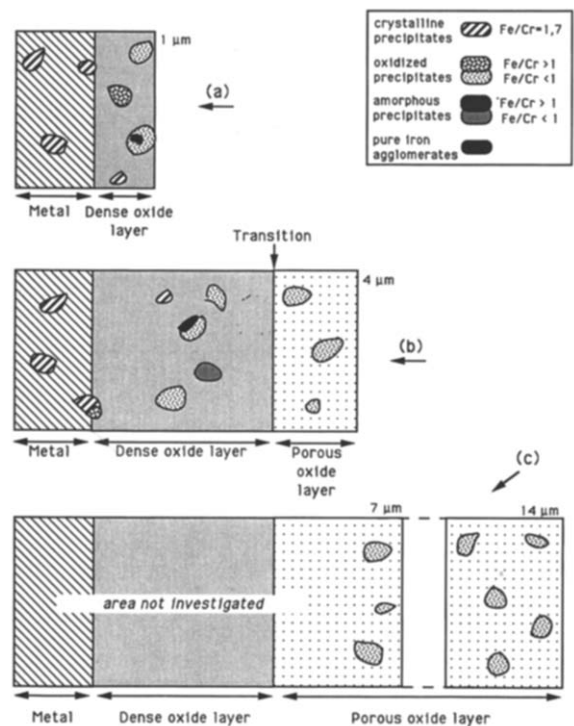 1 μm
(a)
Metal
Dense oxide
layer
crystalline
precipitates
Fe/Cr=1,7
oxidized
precipitates
Fe/Cr>1
Fe/Cr<1
amorphous
precipitates
Fe/Cr > 1
Fe/Cr < 1
pure iron
agglomerates
Transition
4 μm
(b)
Metal
Dense oxide layer
Porous
oxide
layer
(c)
7 μm
14 μm
area not investigated
Metal
Dense oxide layer
Porous oxide layer